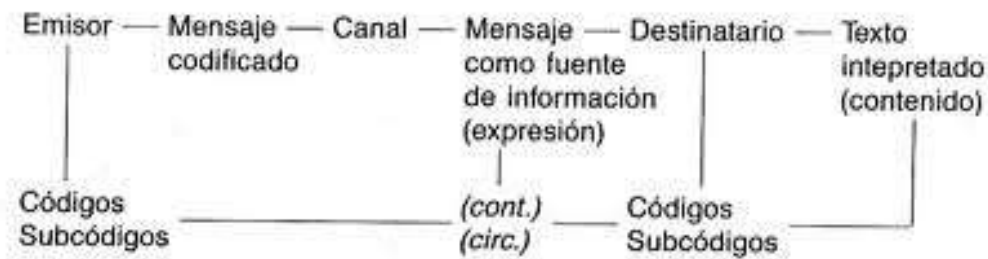 Emisor — Mensaje — Canal — Mensaje — Destinatario — Texto
codificado como fuente intepretado
de información (contenido)
(expresión)
Códigos (cont.) Códigos
Subcódigos (circ.) Subcódigos